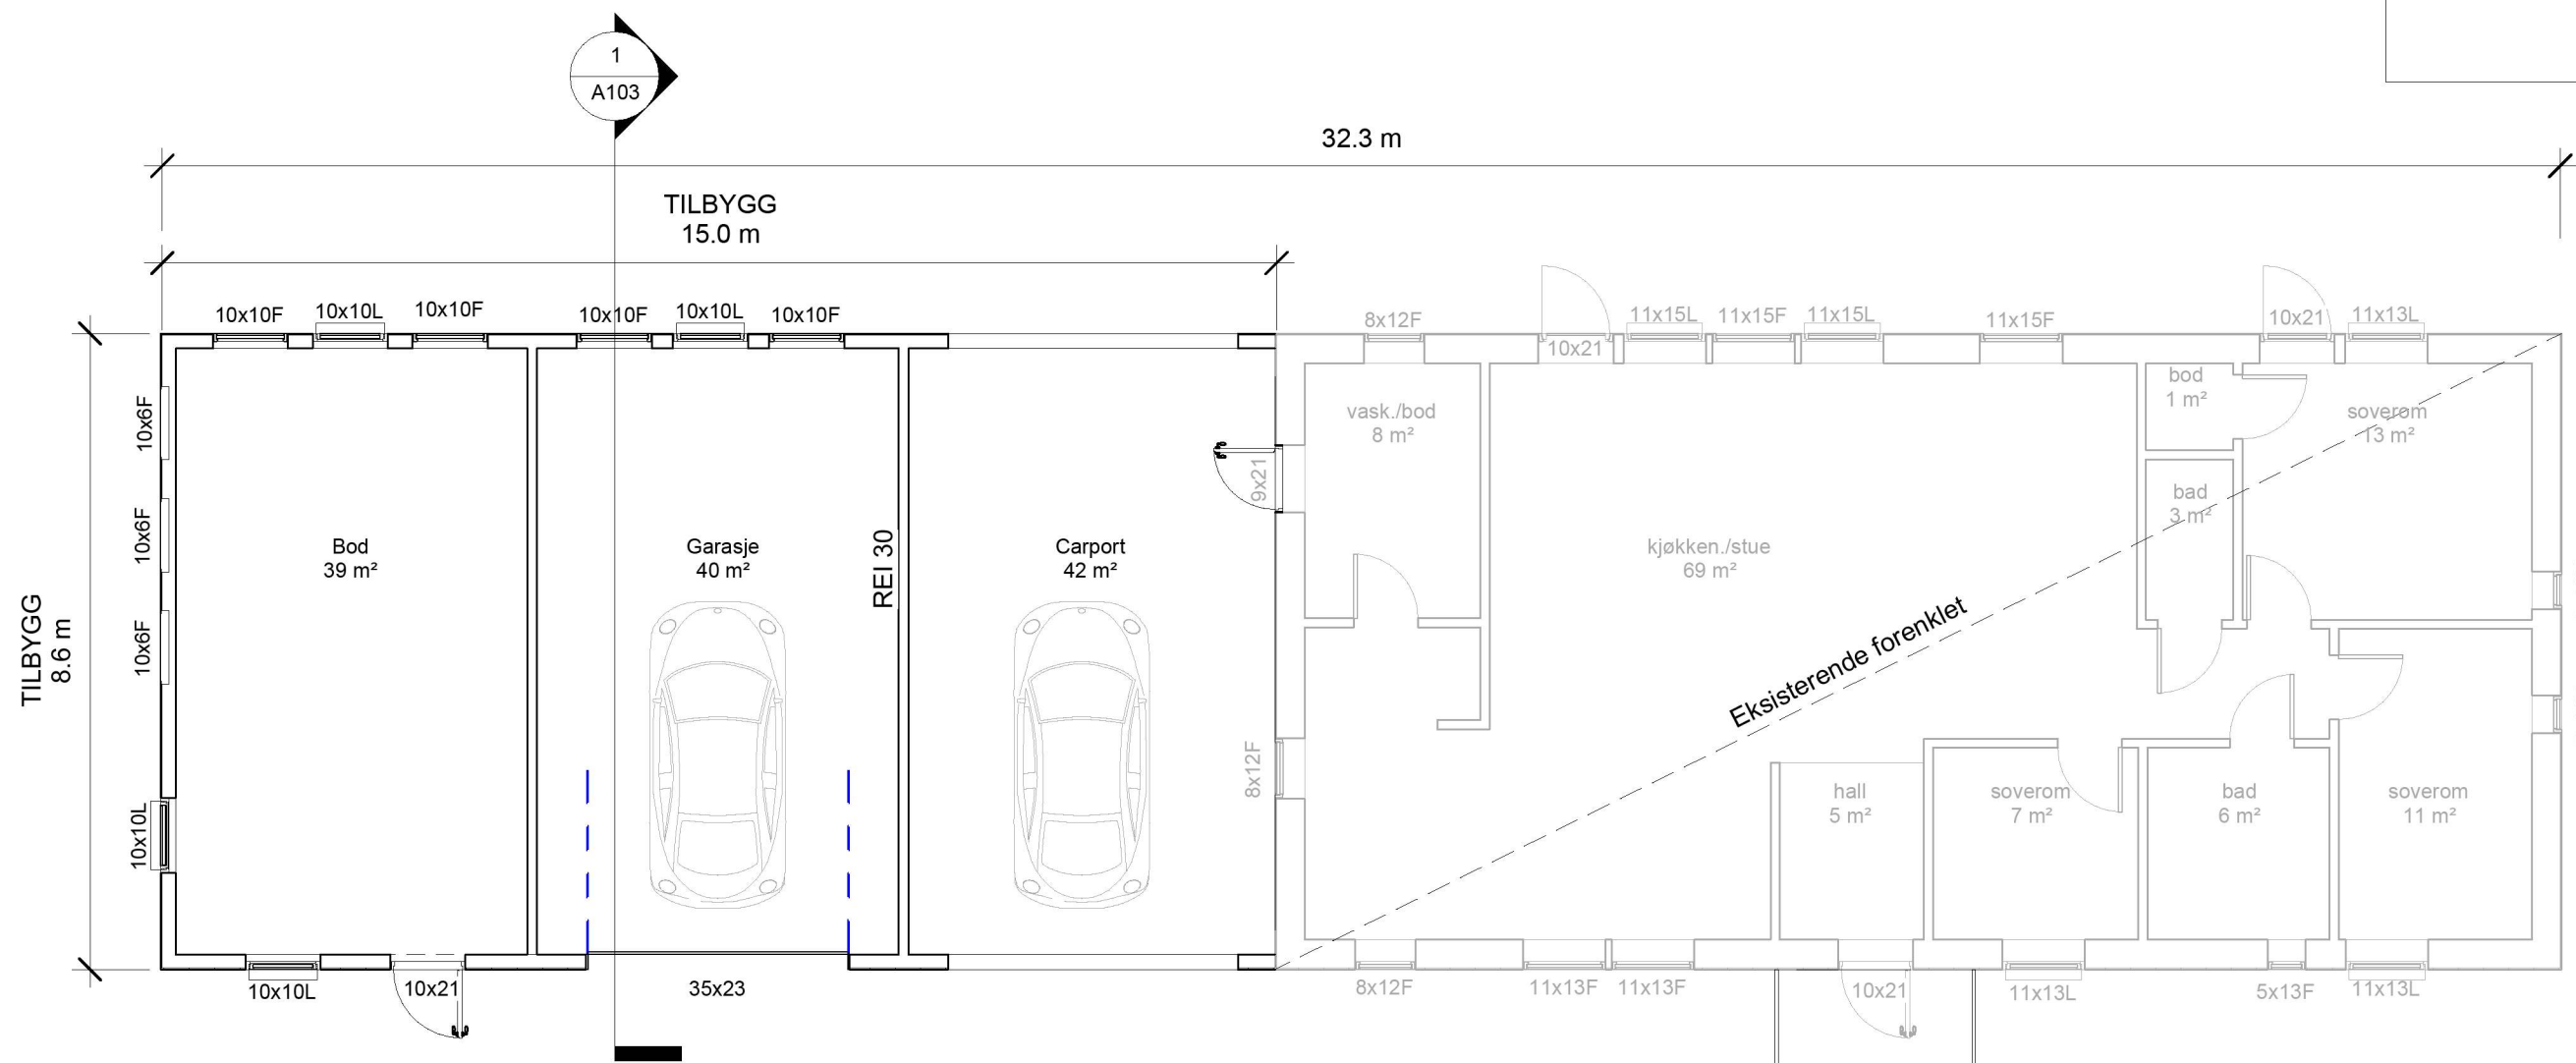 1
A103
32.3 m
TILBYGG
15.0 m
10x10F
10x10L
10x10F
10x10F
10x10L
10x10F
8x12F
11x15L
11x15F
11x15L
11x15F
10x21
11x13L
10x21
bod
1 m²
vask./bod
8 m²
soverom
13 m²
10x6F
9x21
bad
3 m²
10x6F
Bod
39 m²
Garasje
40 m²
REI 30
Carport
42 m²
kjøkken./stue
69 m²
TILBYGG
8.6 m
10x6F
Eksisterende forenklet
8x12F
10x10L
hall
5 m²
soverom
7 m²
bad
6 m²
soverom
11 m²
10x10L
10x21
35x23
8x12F
11x13F
11x13F
10x21
11x13L
5x13F
11x13L